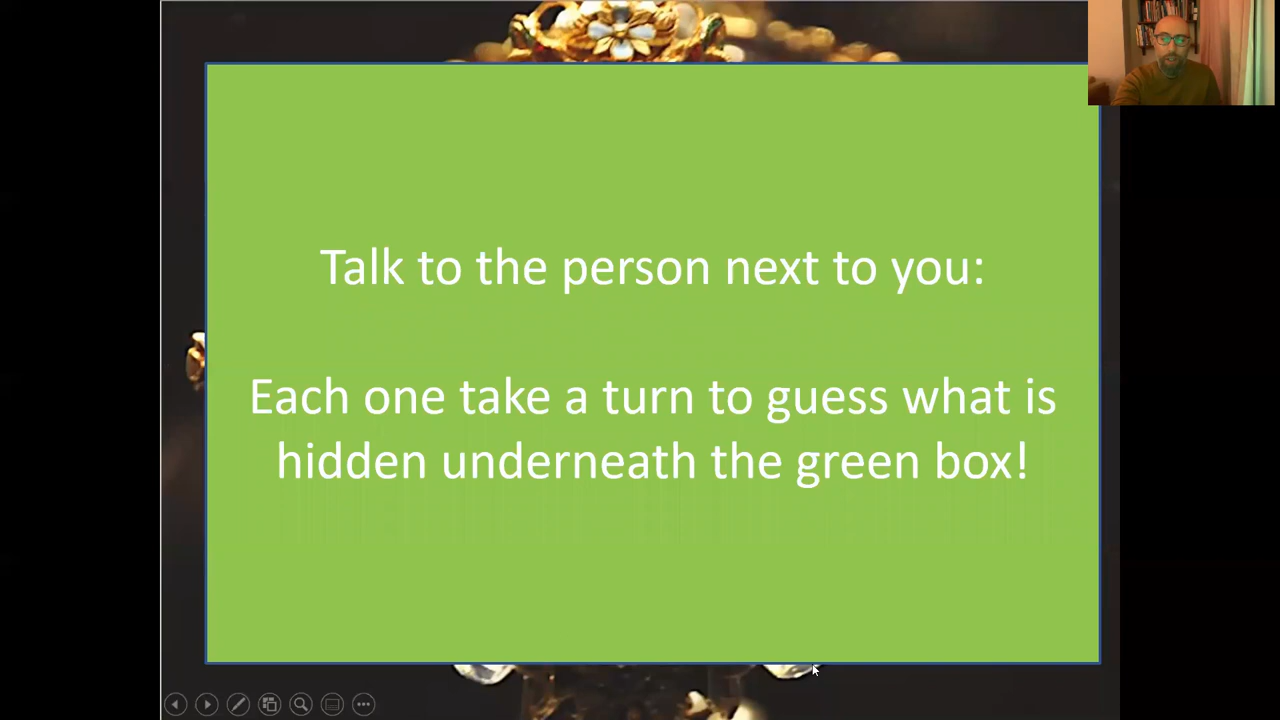 Talk to the person next to you:
Each one take a turn to guess what is
hidden underneath the green box!